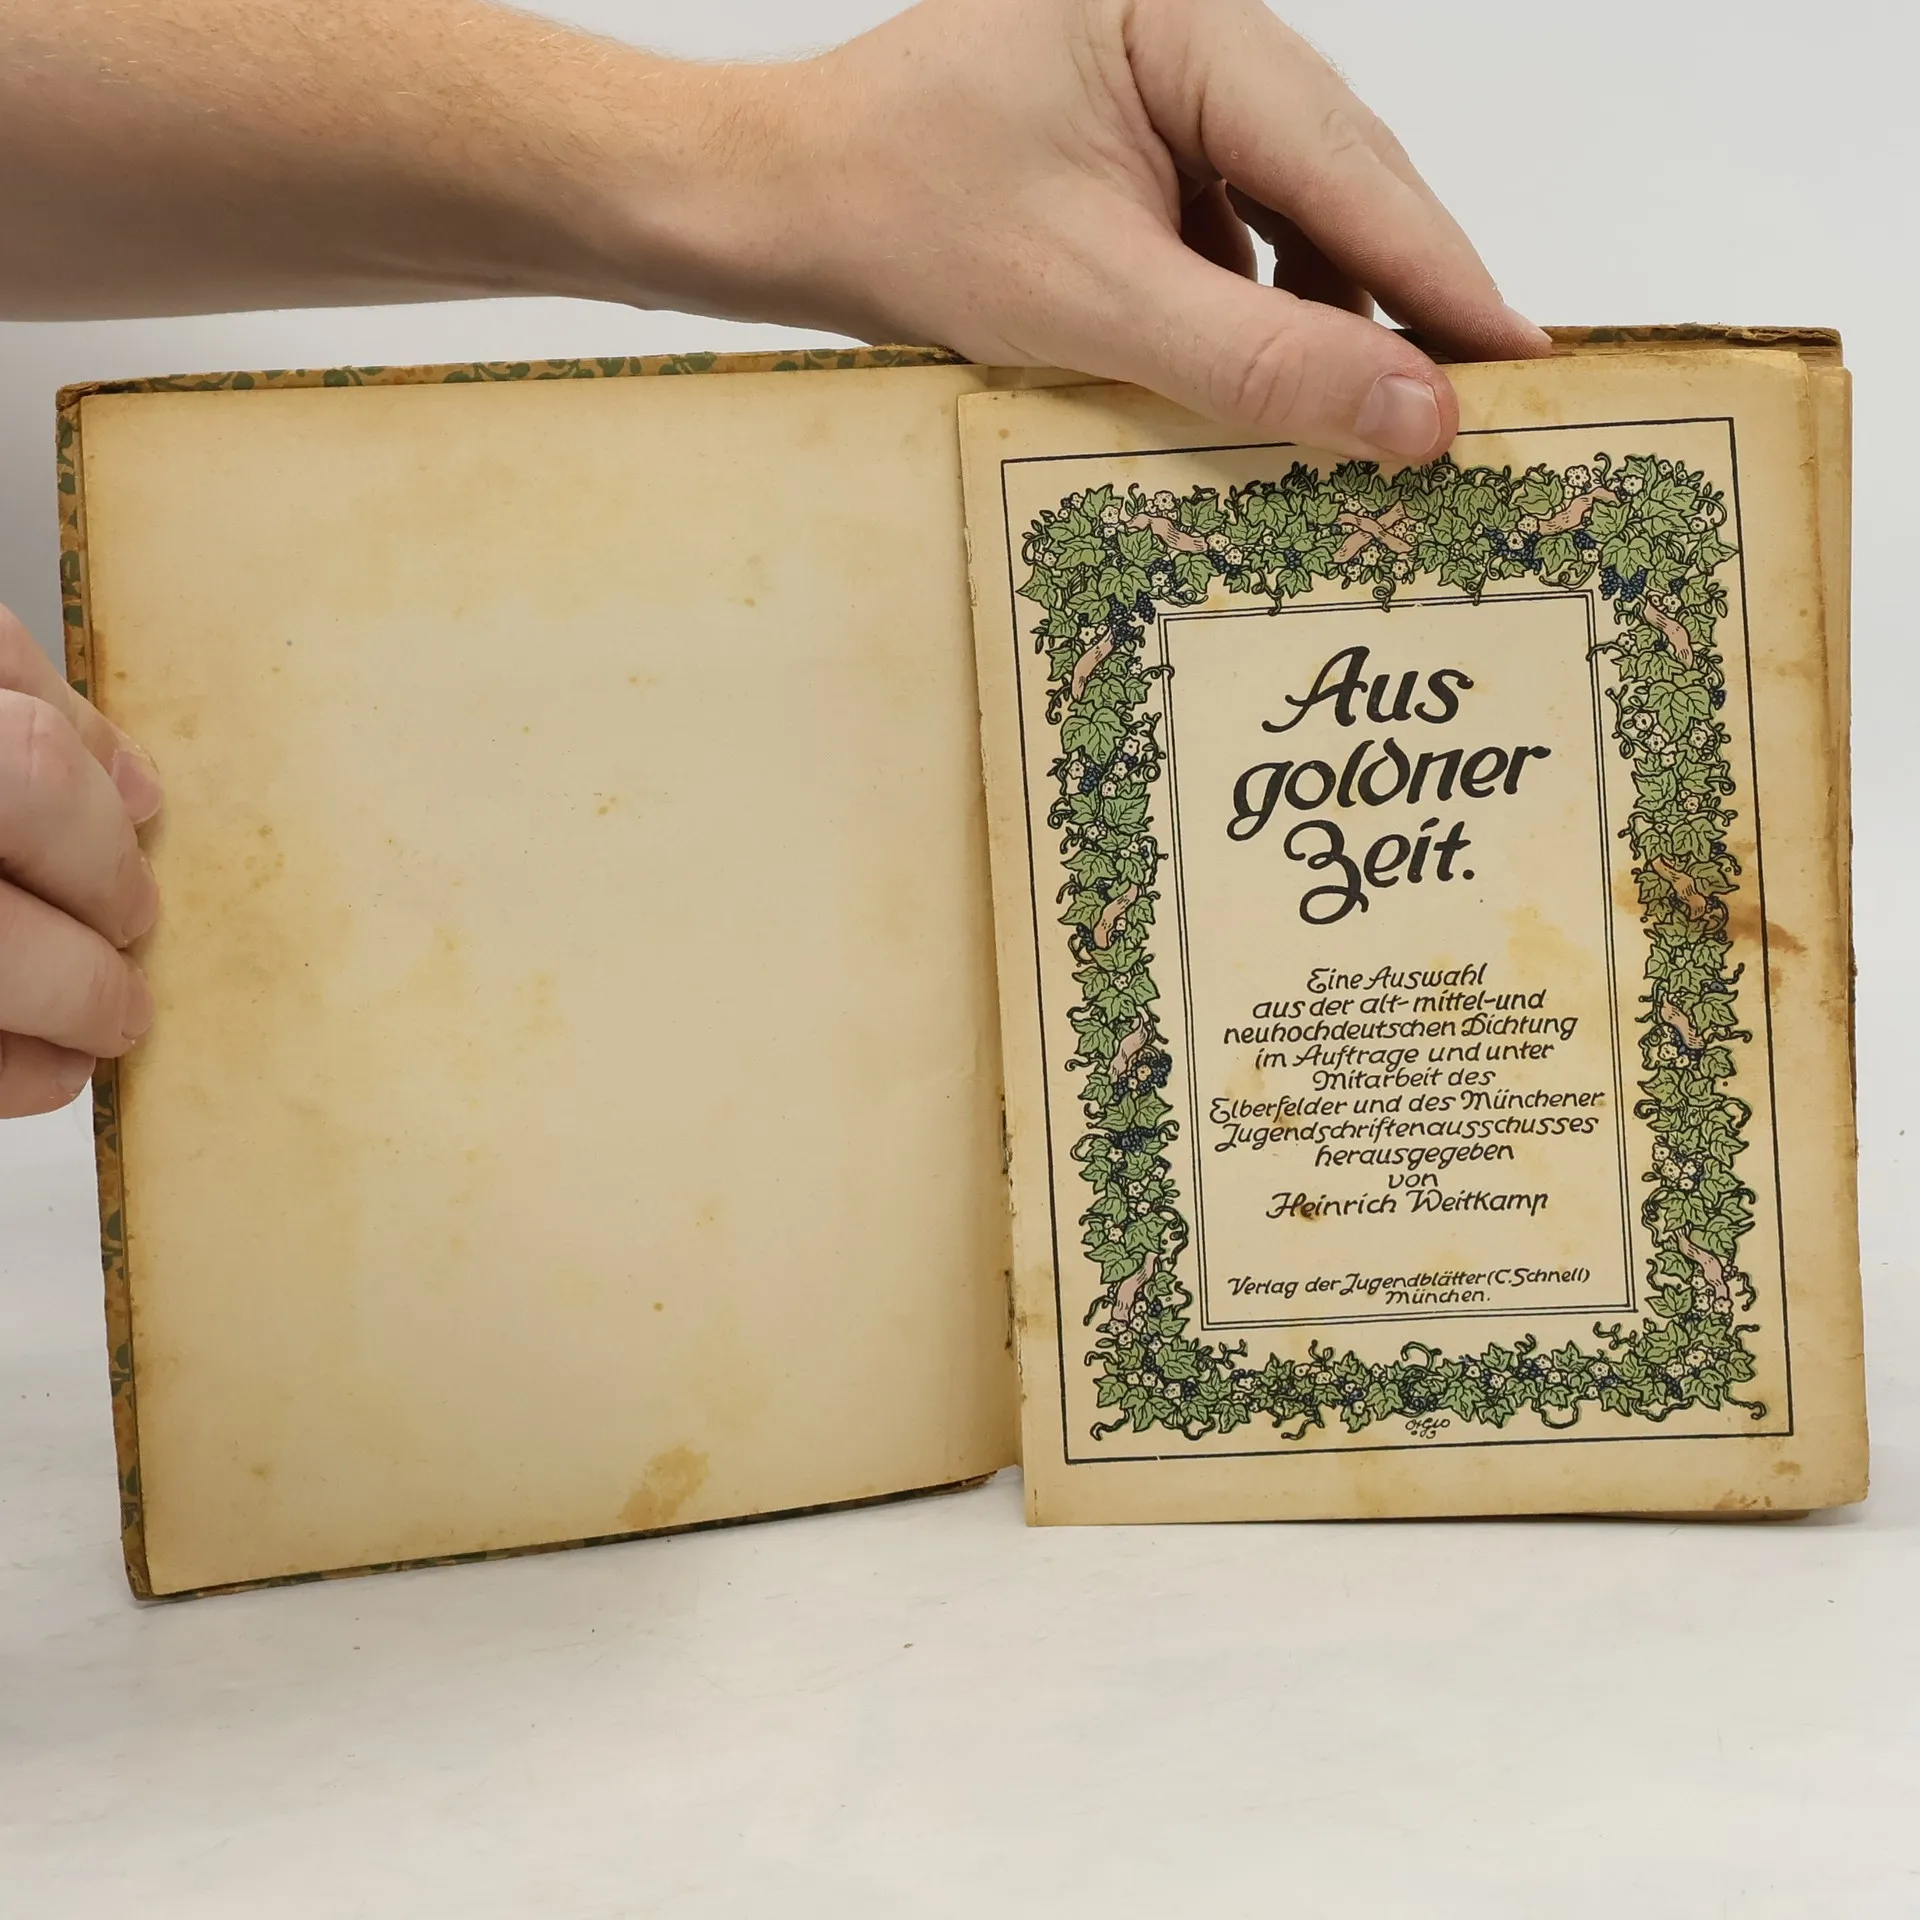 Aus
goldner
Zeit.
Eine Auswahl
aus der alt- mittel- und
neuhochdeutschen Dichtung
im Auftrage und unter
Mitarbeit des
Elberfelder und des Münchener
Jugendschriftenausschusses
herausgegeben
von
Heinrich Weitkamp
Verlag der Jugendblätter (C. Schnell)
München.